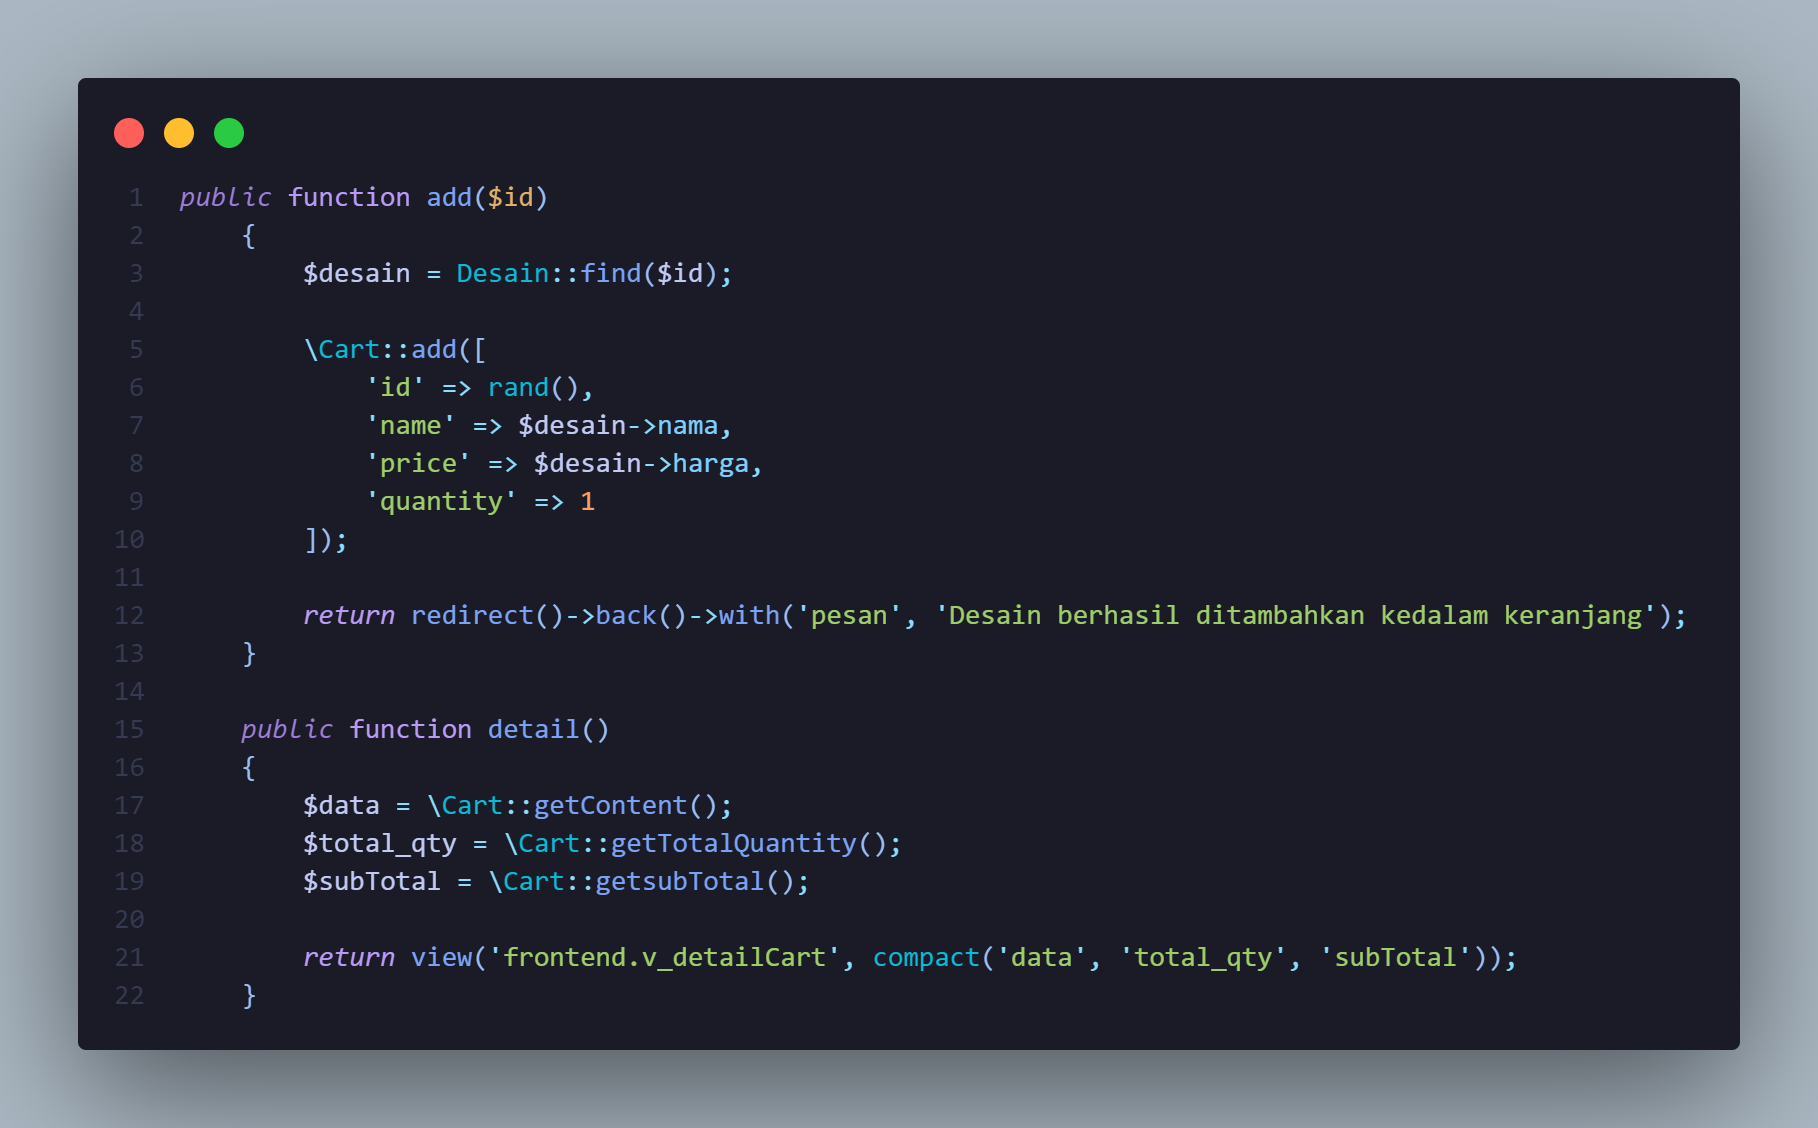 1 public function add($id)
2     {
3         $desain = Desain::find($id);
4
5         \Cart::add([
6             'id' => rand(),
7             'name' => $desain->nama,
8             'price' => $desain->harga,
9             'quantity' => 1
10         ]);
11
12         return redirect()->back()->with('pesan', 'Desain berhasil ditambahkan kedalam keranjang');
13     }
14
15     public function detail()
16     {
17         $data = \Cart::getContent();
18         $total_qty = \Cart::getTotalQuantity();
19         $subTotal = \Cart::getsubTotal();
20
21         return view('frontend.v_detailCart', compact('data', 'total_qty', 'subTotal'));
22     }